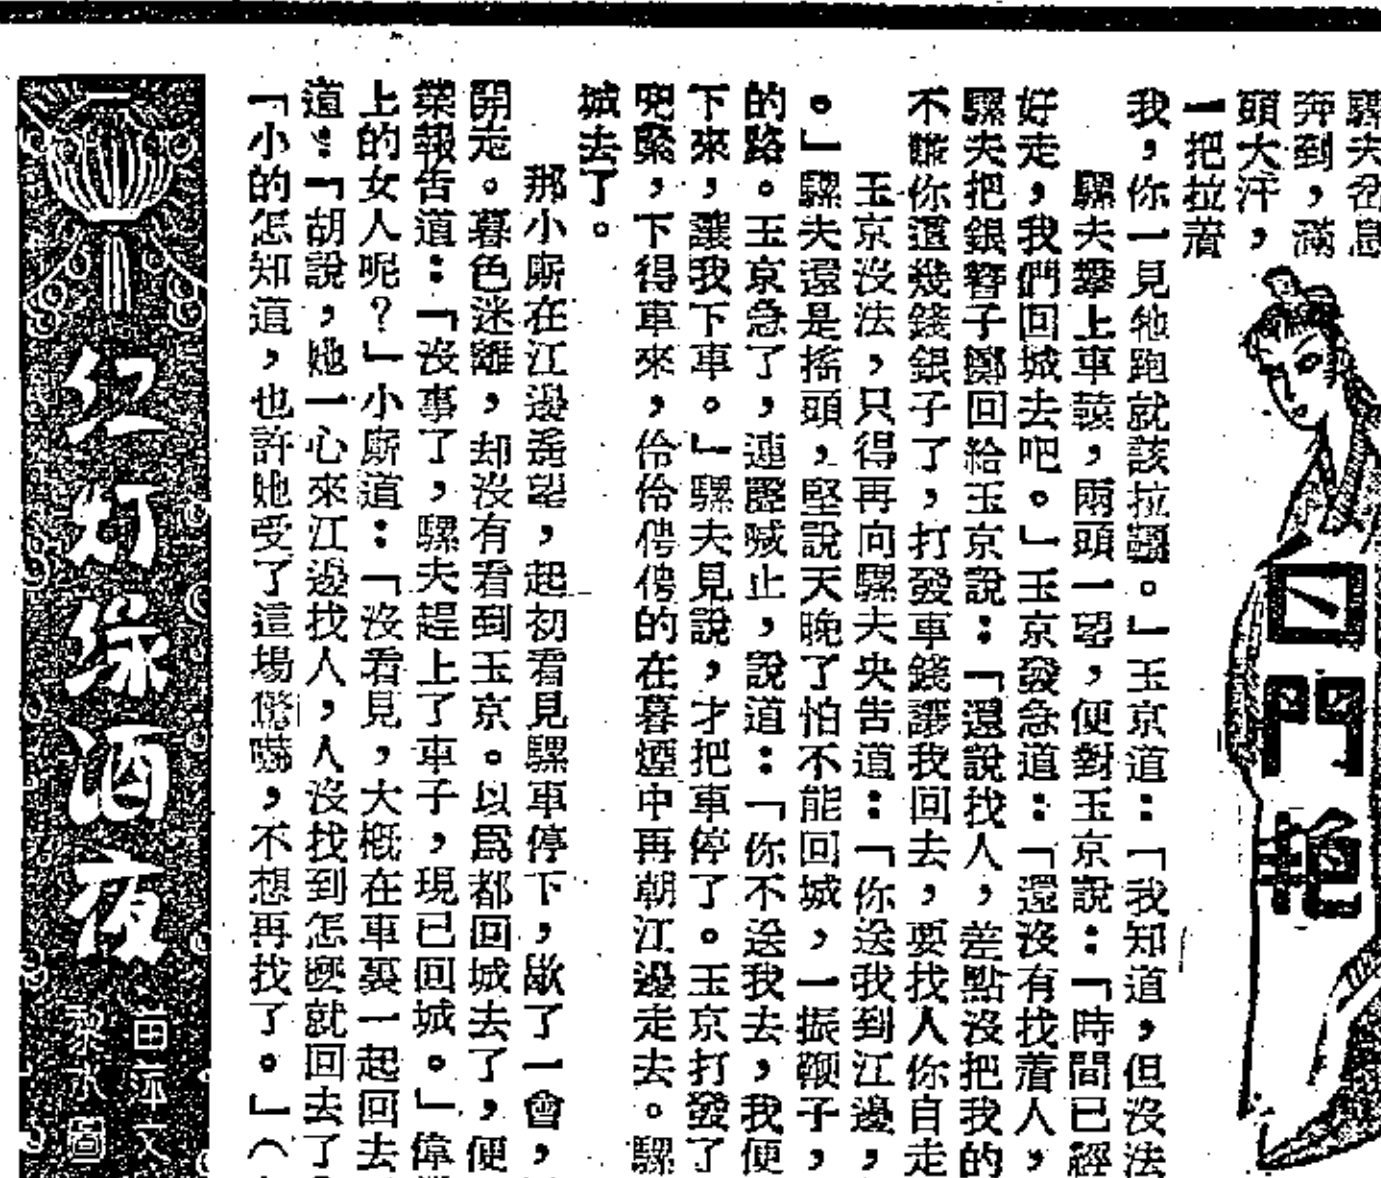 騾夫岔息
奔到，滿
頭大汗，
一把拉着
我，你一見牠跑就該拉韁。」玉京道：「我知道，但沒法
騾夫攀上車轅，兩頭一望，便對玉京說：「時間已經
好走，我們回城去吧。」玉京發急道：「還沒有找着人，
騾夫把銀簪子擲回給玉京說：「還說找人，差點沒把我的
不嫌你這幾錢銀子了，打發車錢讓我回去，要找人你自走
玉京沒法，只得再向騾夫央告道：「你送我到江邊，
。」騾夫還是搖頭，堅說天晚了怕不能回城，一振鞭子，
的路。玉京急了，連聲喊止，說道：「你不送我去，我便
下來，讓我下車。」騾夫見說，才把車停了。玉京打發了
兜緊，下得車來，伶伶俜俜的在暮煙中再朝江邊走去。騾
城去了。
那小廝在江邊遙望，起初看見騾車停下，歇了一會，
開走。暮色迷離，却沒有看到玉京。以爲都回城去了，便
業報告道：「沒事了，騾夫趕上了車子，現已回城。」偉
上的女人呢？」小廝道：「沒看見，大概在車裏一起回去
道：「胡說，她一心來江邊找人，人沒找到怎麽就回去了
「小的怎知道，也許她受了這場驚嚇，不想再找了。」（
紅灯綠酒夜
文
圖
門艳